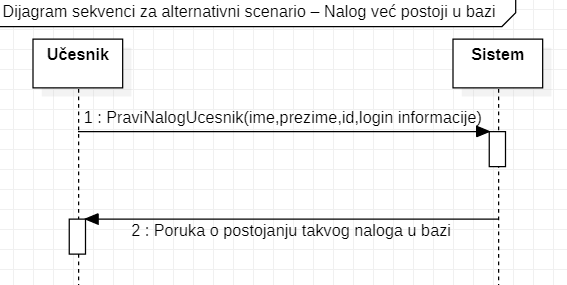 Dijagram sekvenci za alternativni scenario – Nalog već postoji u bazi
Učesnik
Sistem
1 : PraviNalogUcesnik(ime,prezime,id,login informacije)
2 : Poruka o postojanju takvog naloga u bazi